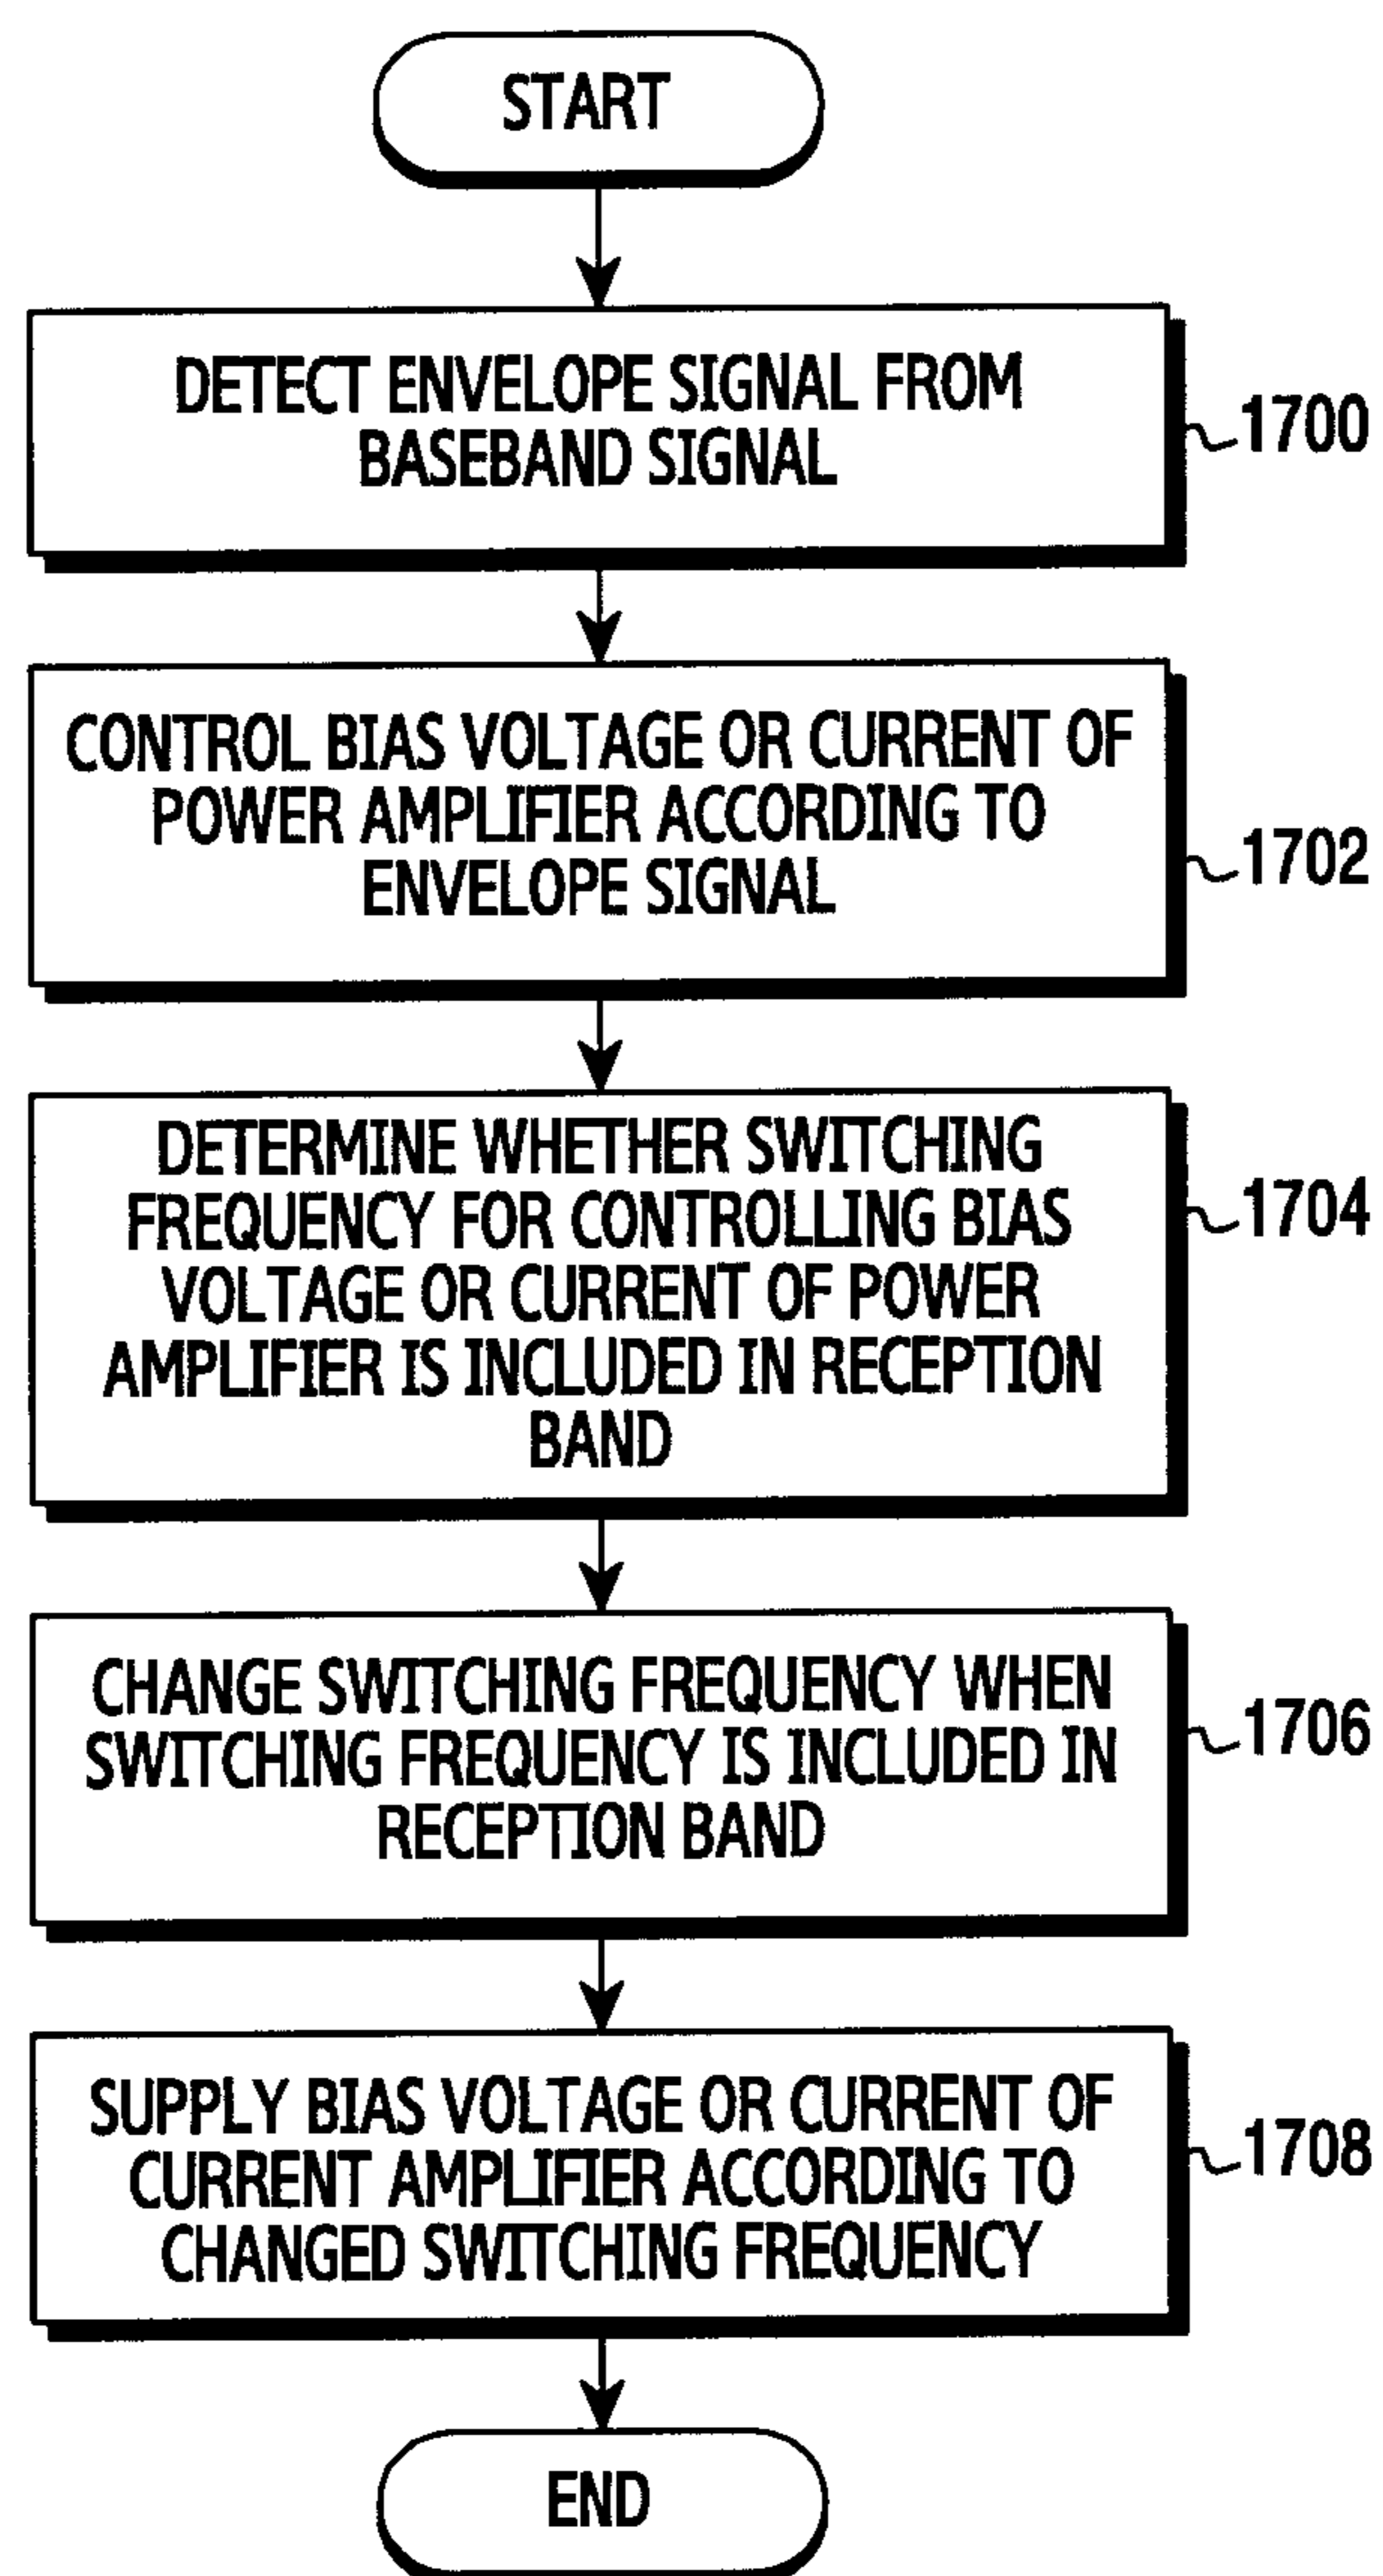 START
DETECT ENVELOPE SIGNAL FROM
BASEBAND SIGNAL
1700
CONTROL BIAS VOLTAGE OR CURRENT OF
POWER AMPLIFIER ACCORDING TO
ENVELOPE SIGNAL
1702
DETERMINE WHETHER SWITCHING
FREQUENCY FOR CONTROLLING BIAS
VOLTAGE OR CURRENT OF POWER
AMPLIFIER IS INCLUDED IN RECEPTION
BAND
1704
CHANGE SWITCHING FREQUENCY WHEN
SWITCHING FREQUENCY IS INCLUDED IN
RECEPTION BAND
1706
SUPPLY BIAS VOLTAGE OR CURRENT OF
CURRENT AMPLIFIER ACCORDING TO
CHANGED SWITCHING FREQUENCY
1708
END